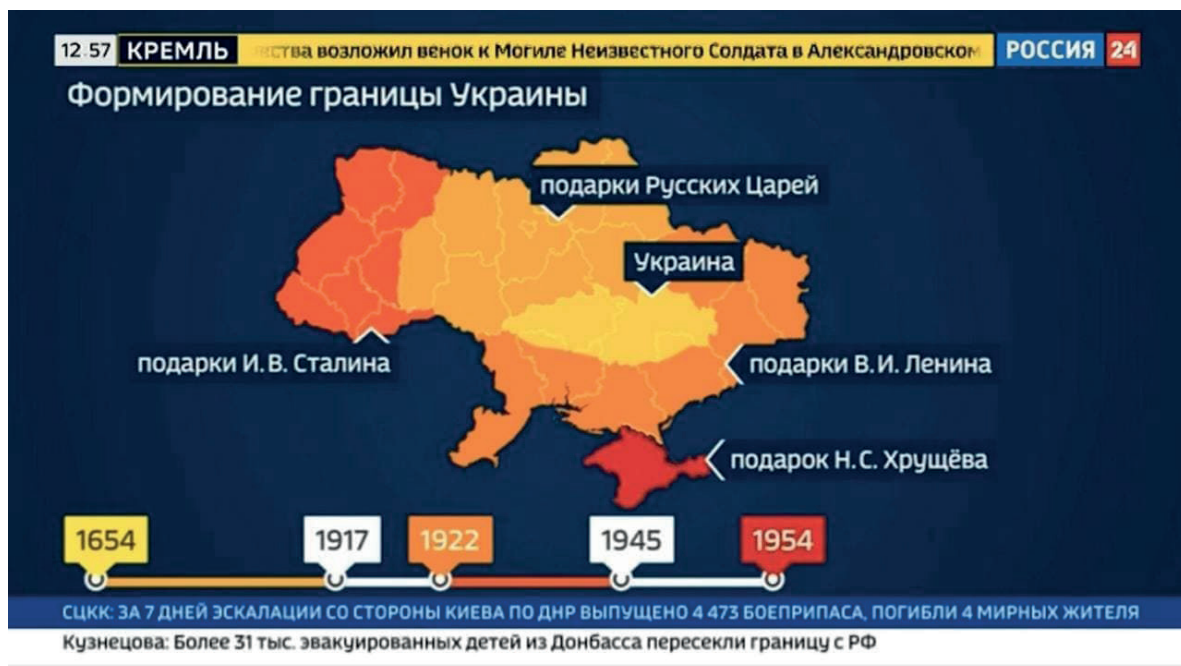 12:57 КРЕМЛЬ возложил венок к Могиле Неизвестного Солдата в Александровском РОССИЯ 24
Формирование границы Украины
подарки Русских Царей
Украина
подарки И. В. Сталина
подарки В. И. Ленина
подарок Н. С. Хрущёва
1654 1917 1922 1945 1954
СЦКК: ЗА 7 ДНЕЙ ЭСКАЛАЦИИ СО СТОРОНЫ КИЕВА ПО ДНР ВЫПУЩЕНО 4 473 БОЕПРИПАСА, ПОГИБЛИ 4 МИРНЫХ ЖИТЕЛЯ
Кузнецова: Более 31 тыс. эвакуированных детей из Донбасса пересекли границу с РФ